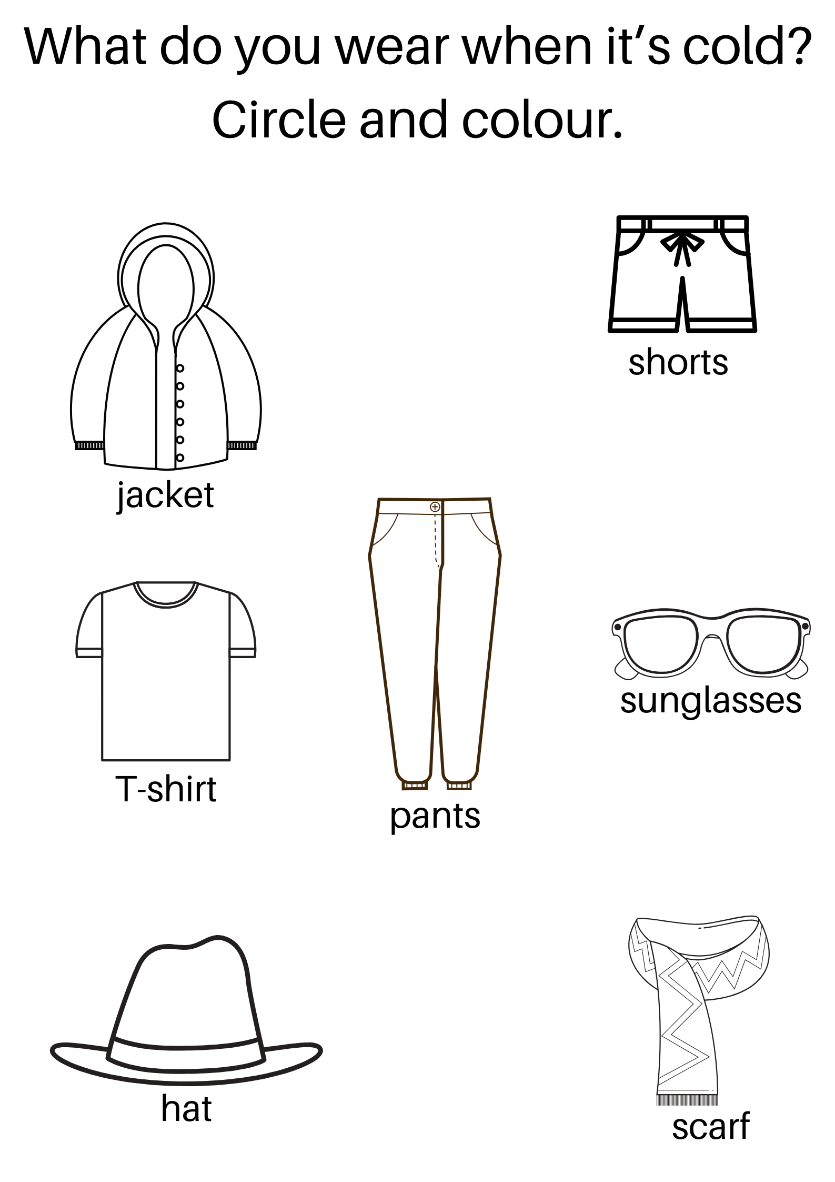 What do you wear when it’s cold?
Circle and colour.
shorts
jacket
sunglasses
T-shirt
pants
hat
scarf